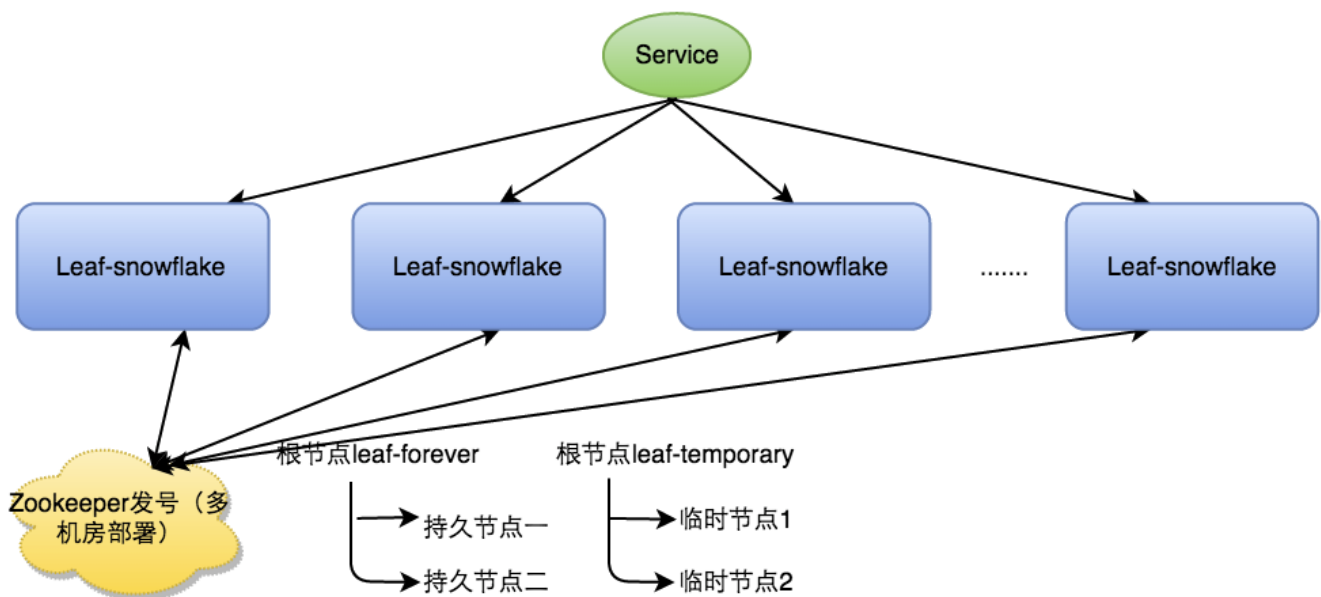 Service
Leaf-snowflake
Leaf-snowflake
Leaf-snowflake
.......
Leaf-snowflake
根节点leaf-forever
根节点leaf-temporary
Zookeeper发号（多
机房部署）
持久节点一
临时节点1
持久节点二
临时节点2